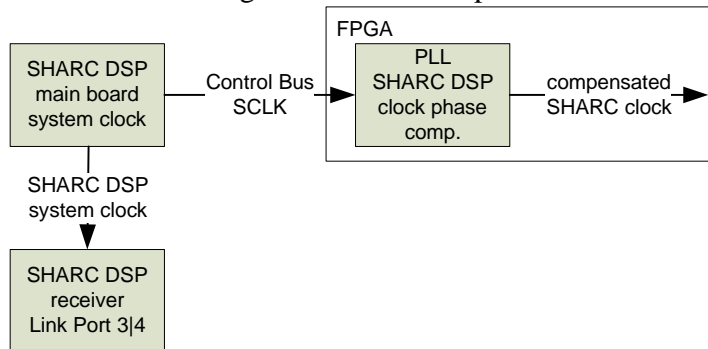 FPGA
SHARC DSP
main board
system clock
Control Bus
SCLK
PLL
SHARC DSP
clock phase
comp.
compensated
SHARC clock
SHARC DSP
system clock
SHARC DSP
receiver
Link Port 3|4